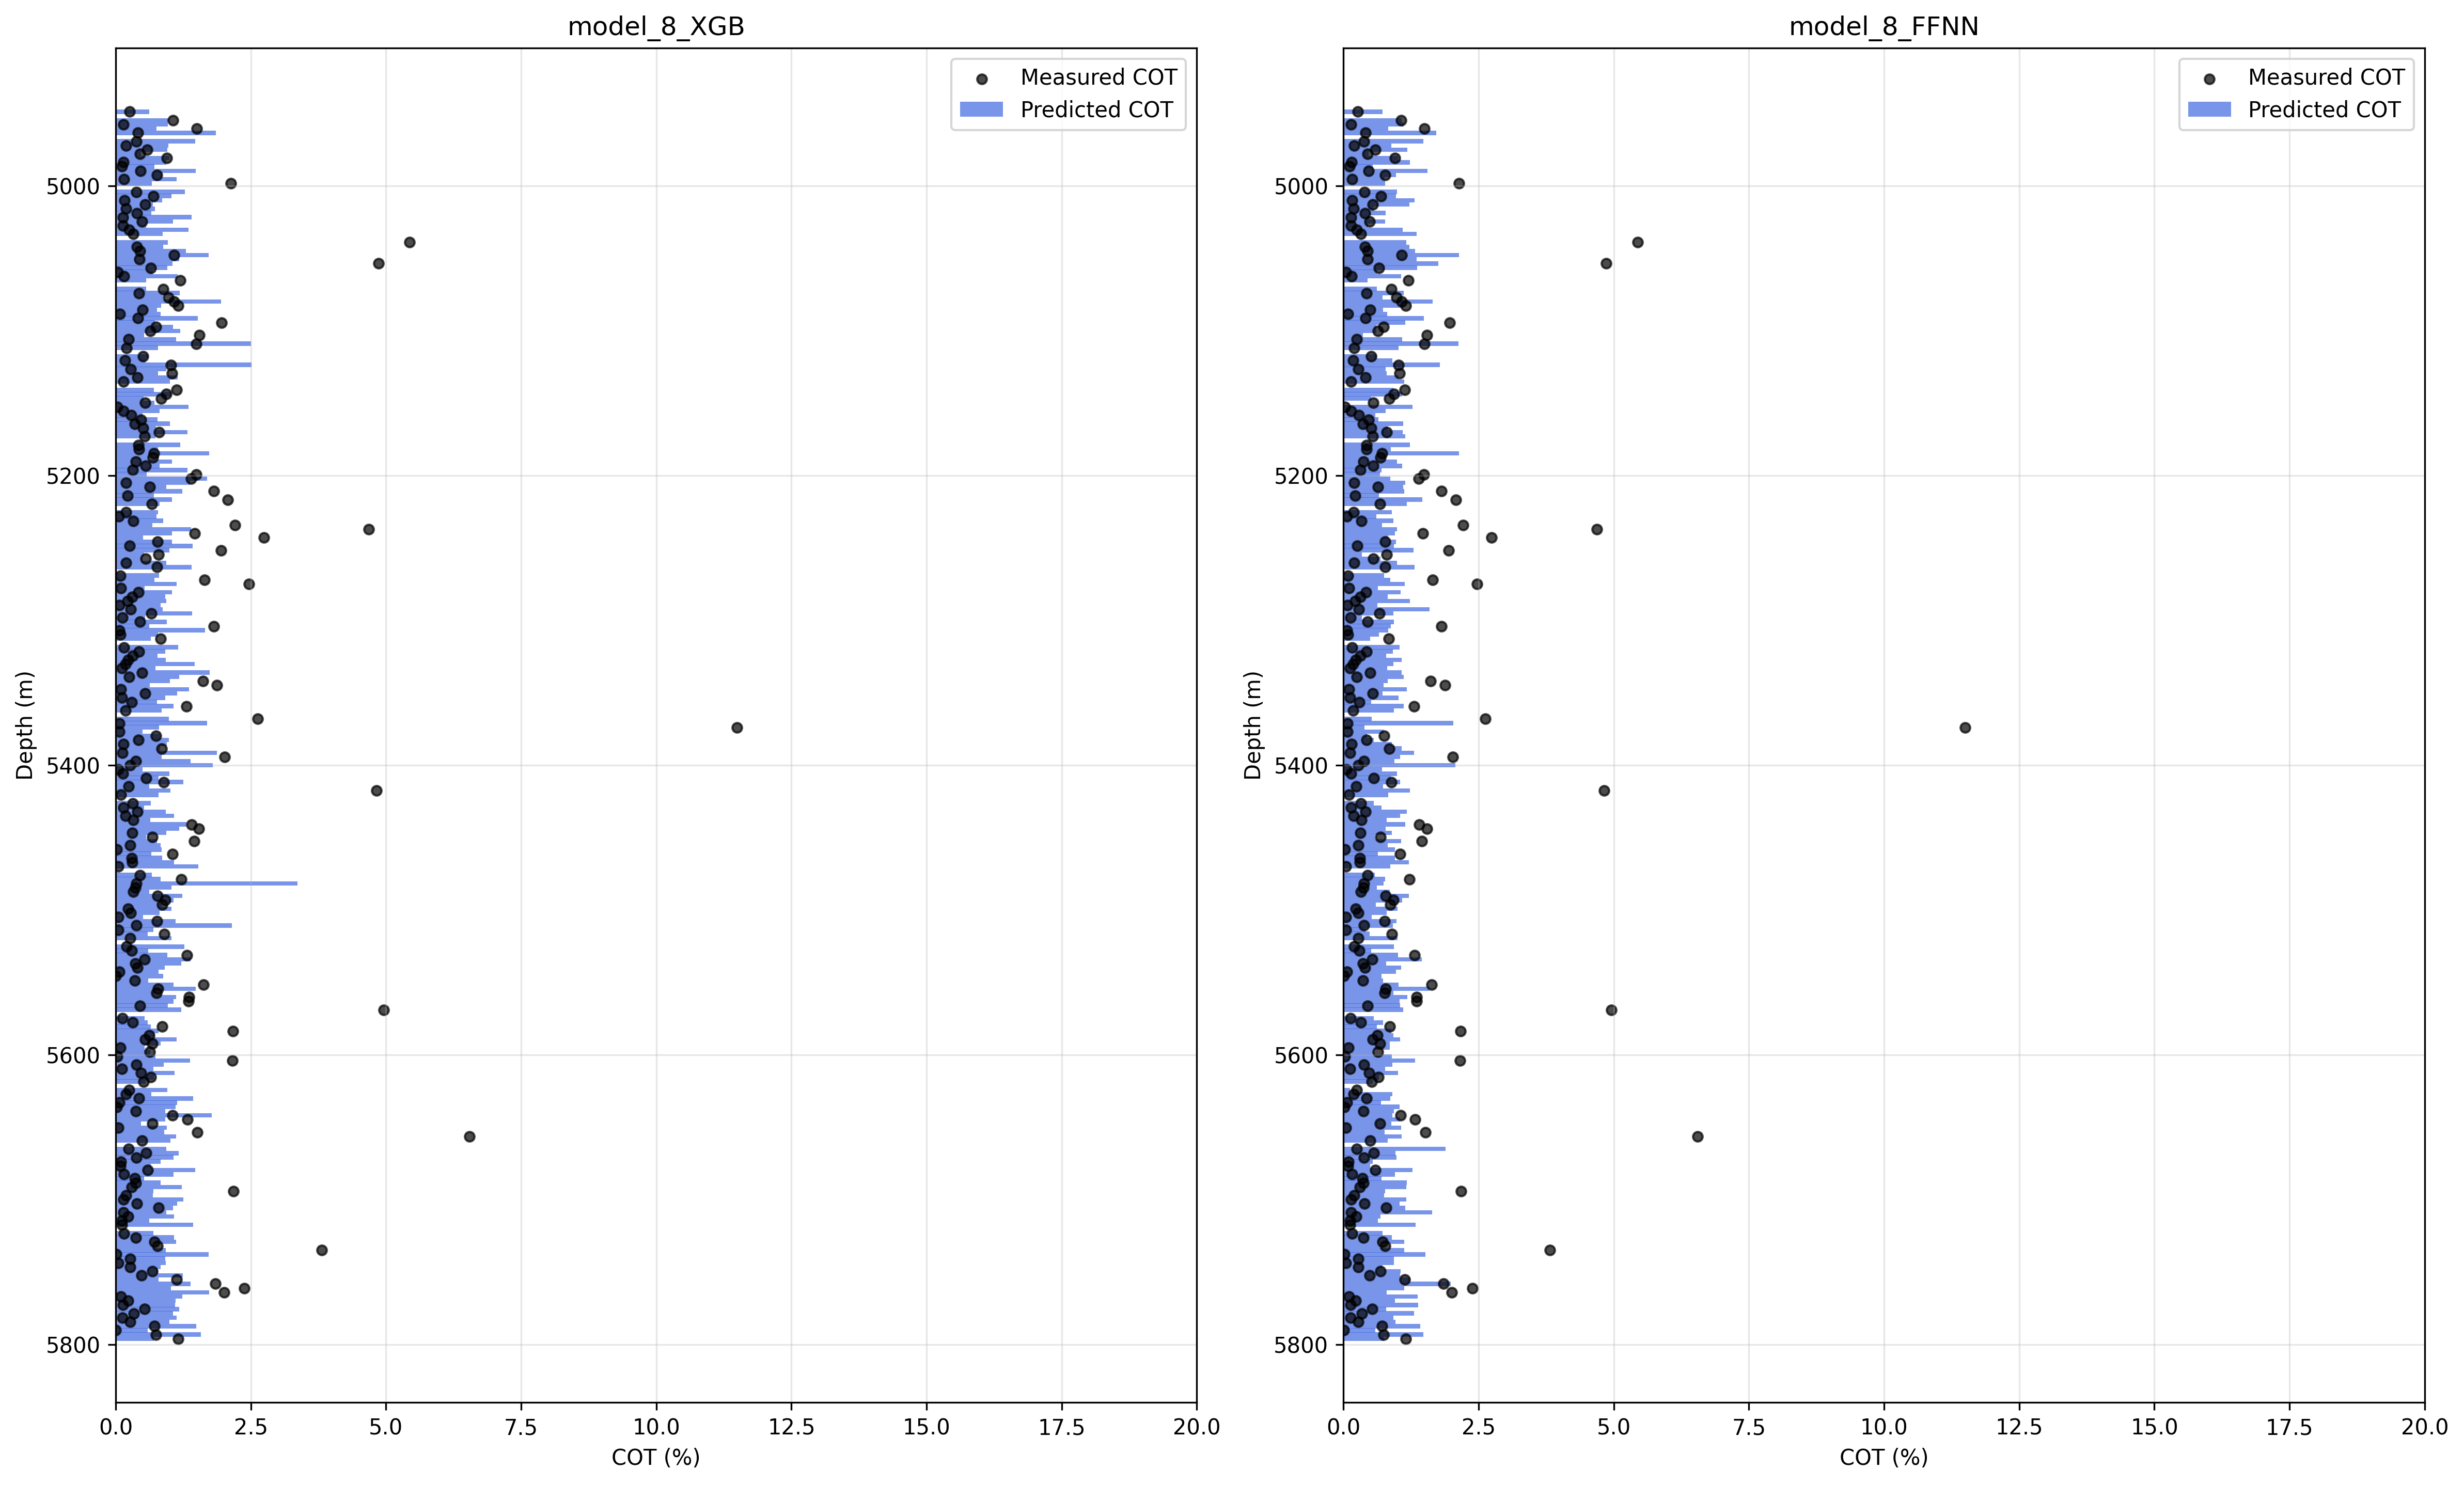 model_8_XGB
Measured COT
Predicted COT
Depth (m)
5000
5200
5400
5600
5800
0.0 2.5 5.0 7.5 10.0 12.5 15.0 17.5 20.0
COT (%)
model_8_FFNN
Measured COT
Predicted COT
Depth (m)
5000
5200
5400
5600
5800
0.0 2.5 5.0 7.5 10.0 12.5 15.0 17.5 20.0
COT (%)